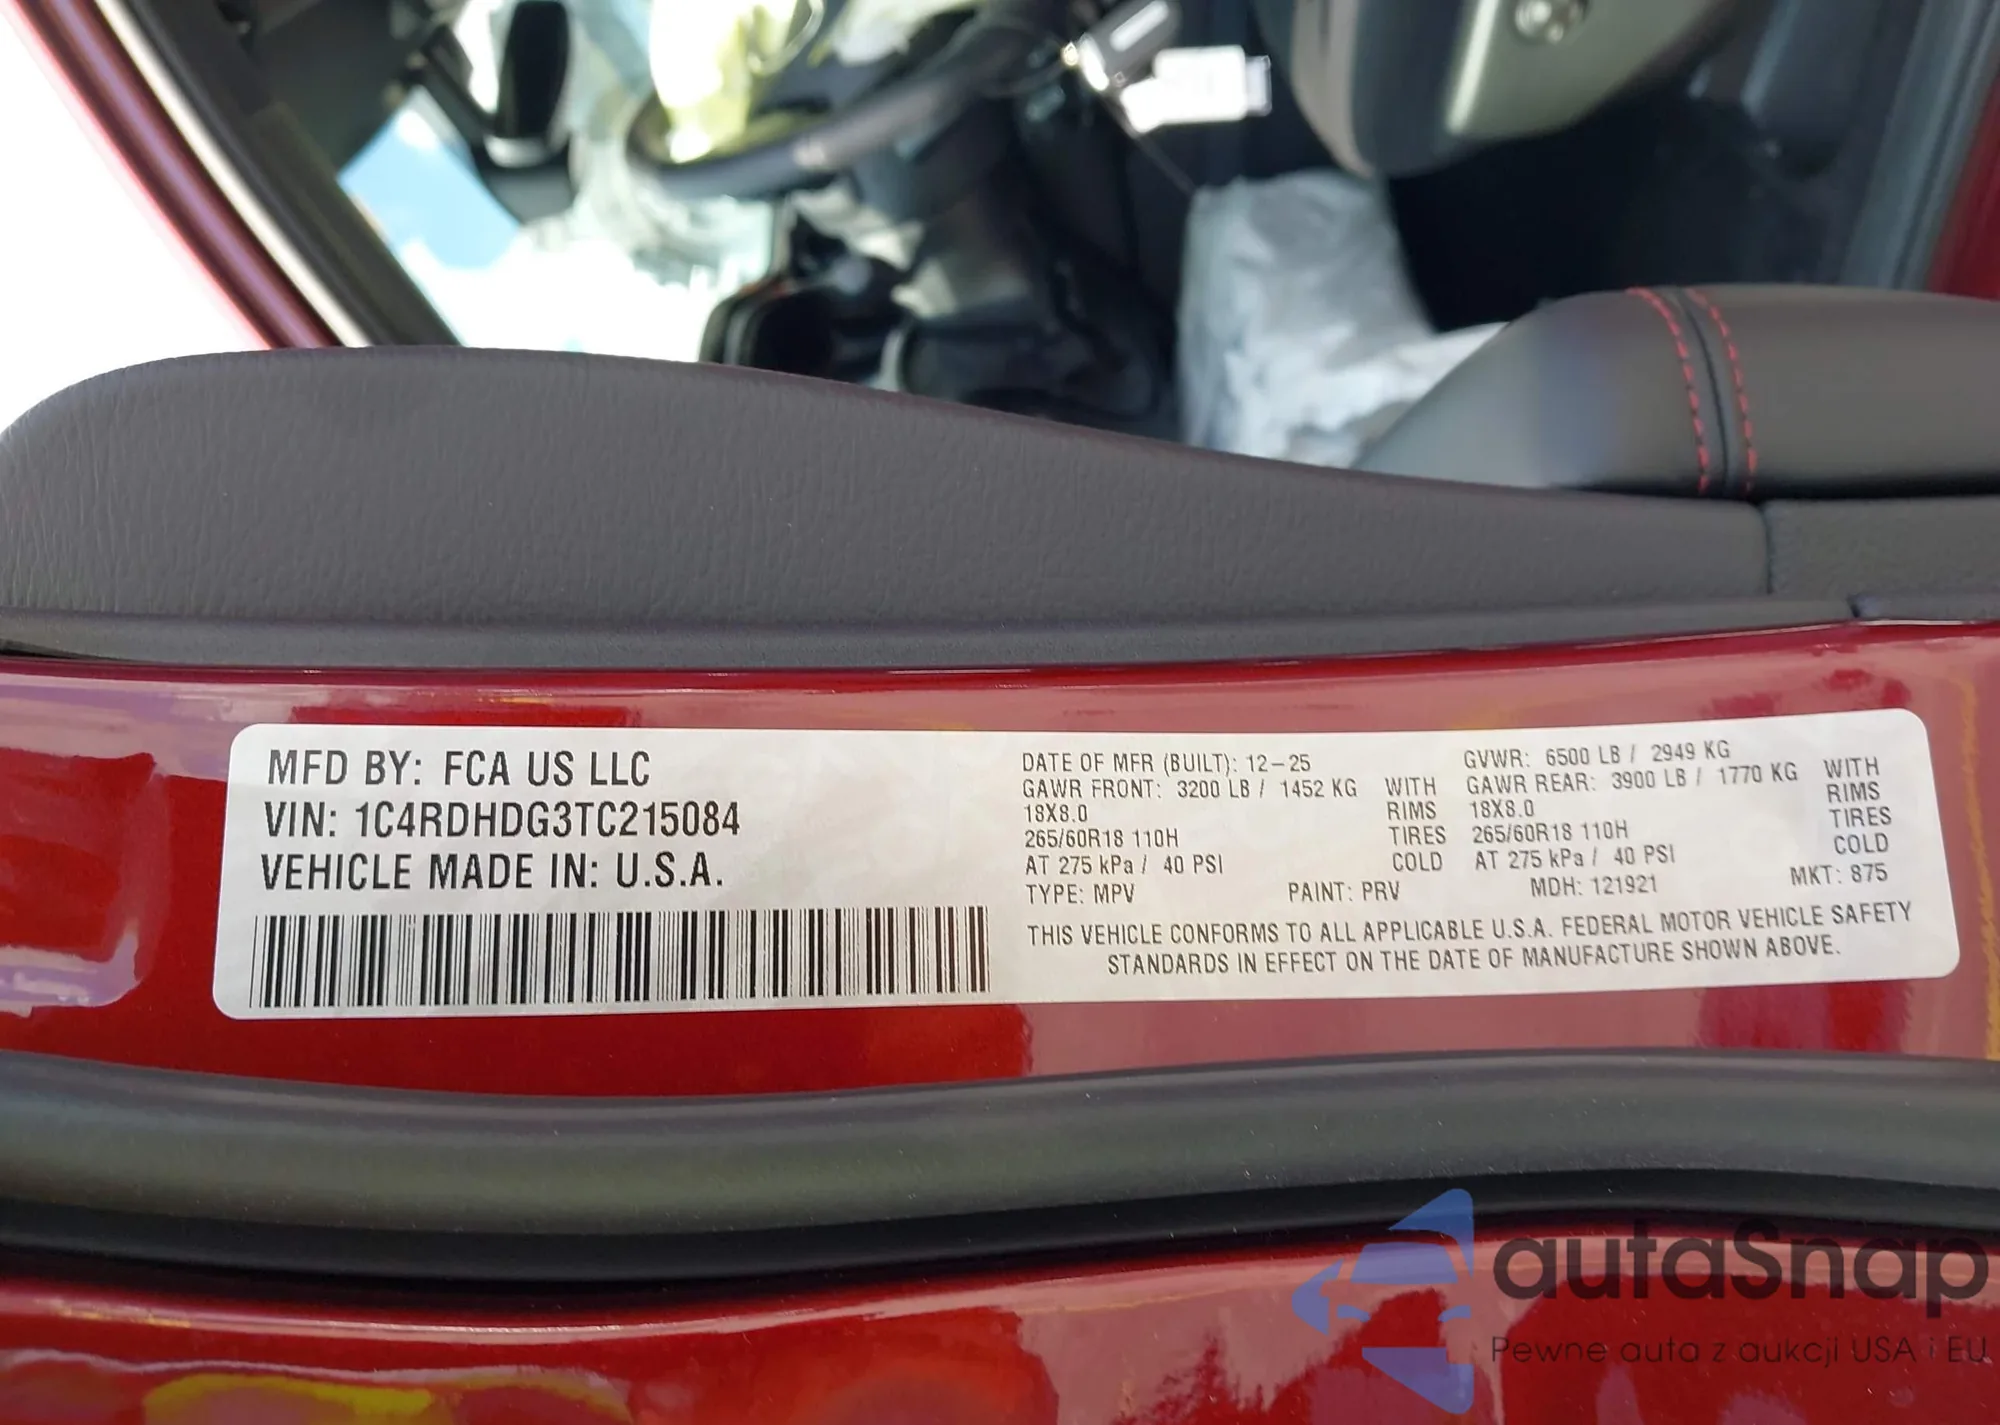 MFD BY: FCA US LLC
VIN: 1C4RDHDG3TC215084
VEHICLE MADE IN: U.S.A.
DATE OF MFR (BUILT): 12-25 GVWR: 6500 LB / 2949 KG
GAWR FRONT: 3200 LB / 1452 KG WITH GAWR REAR: 3900 LB / 1770 KG WITH
18X8.0 RIMS 18X8.0 RIMS
265/60R18 110H TIRES 265/60R18 110H TIRES
AT 275 kPa / 40 PSI COLD AT 275 kPa / 40 PSI COLD
TYPE: MPV PAINT: PRV MDH: 121921 MKT: 875
THIS VEHICLE CONFORMS TO ALL APPLICABLE U.S.A. FEDERAL MOTOR VEHICLE SAFETY
STANDARDS IN EFFECT ON THE DATE OF MANUFACTURE SHOWN ABOVE.
autaSnap
Pewne auta z aukcji USA i EU